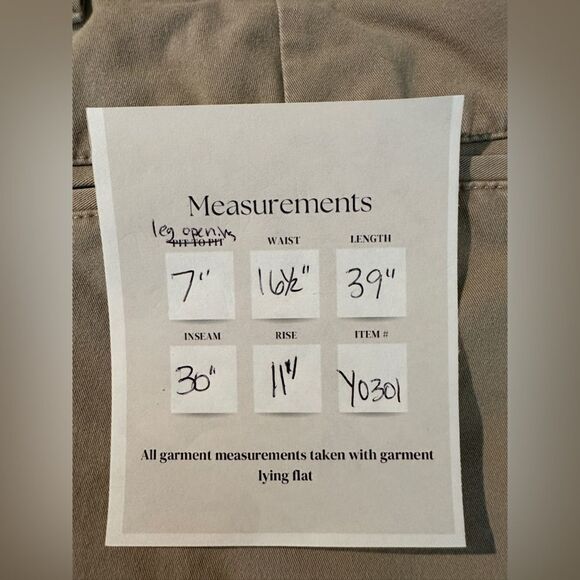 Measurements
leg opening
PIT TO PIT WAIST LENGTH
7" 16½" 39"
INSEAM RISE ITEM #
30" 11" Y0301
All garment measurements taken with garment
lying flat